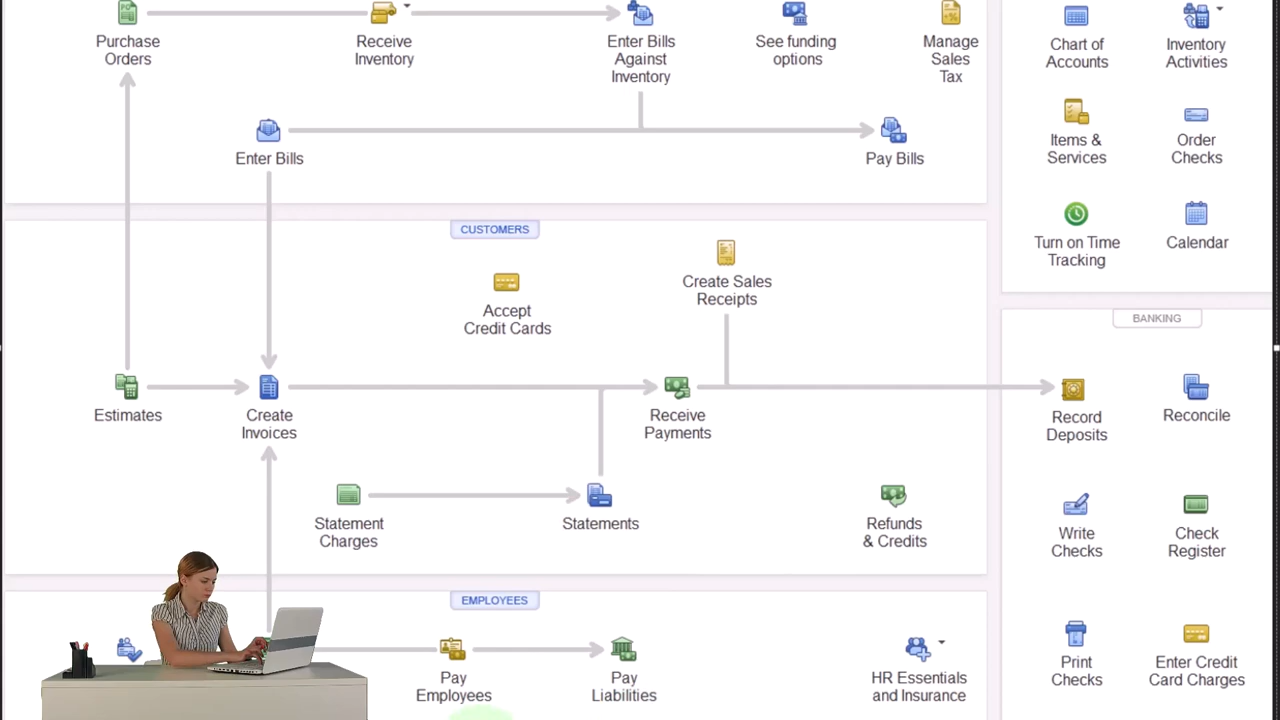 Purchase
Orders
Receive
Inventory
Enter Bills
Against
Inventory
See funding
options
Manage
Sales
Tax
Enter Bills
Pay Bills
Chart of
Accounts
Inventory
Activities
Items &
Services
Order
Checks
Turn on Time
Tracking
Calendar
CUSTOMERS
Accept
Credit Cards
Create Sales
Receipts
Estimates
Create
Invoices
Receive
Payments
Statement
Charges
Statements
Refunds
& Credits
BANKING
Record
Deposits
Reconcile
Write
Checks
Check
Register
Print
Checks
Enter Credit
Card Charges
EMPLOYEES
Pay
Employees
Pay
Liabilities
HR Essentials
and Insurance